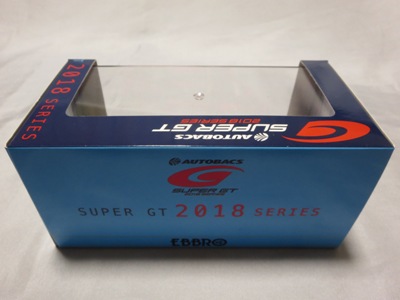 AUTOBACS
SUPER GT
2018 SERIES
2018 SERIES
AUTOBACS
SUPER GT
SUPER GT 2018 SERIES
EBBRO